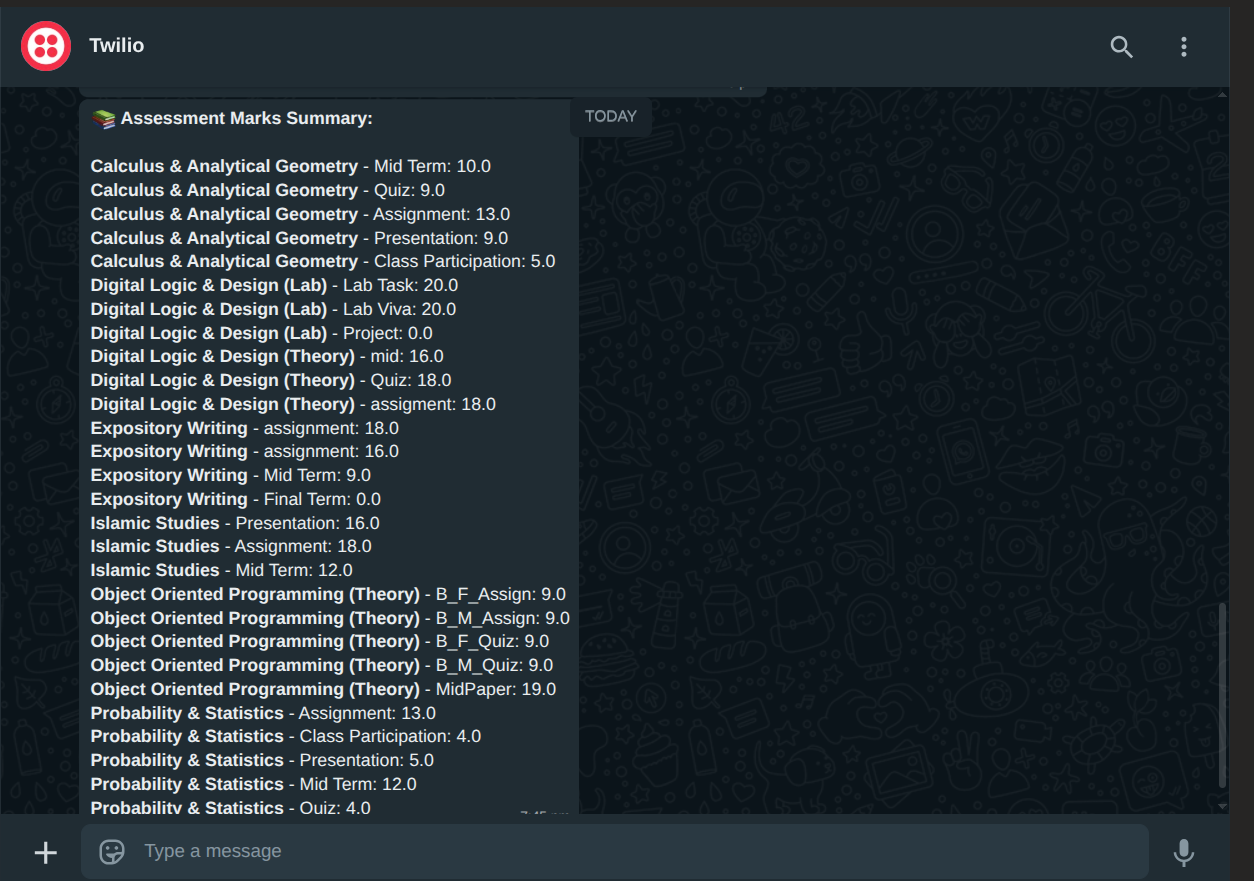 Twilio
📚 Assessment Marks Summary:
TODAY
Calculus & Analytical Geometry - Mid Term: 10.0
Calculus & Analytical Geometry - Quiz: 9.0
Calculus & Analytical Geometry - Assignment: 13.0
Calculus & Analytical Geometry - Presentation: 9.0
Calculus & Analytical Geometry - Class Participation: 5.0
Digital Logic & Design (Lab) - Lab Task: 20.0
Digital Logic & Design (Lab) - Lab Viva: 20.0
Digital Logic & Design (Lab) - Project: 0.0
Digital Logic & Design (Theory) - mid: 16.0
Digital Logic & Design (Theory) - Quiz: 18.0
Digital Logic & Design (Theory) - assigment: 18.0
Expository Writing - assignment: 18.0
Expository Writing - assignment: 16.0
Expository Writing - Mid Term: 9.0
Expository Writing - Final Term: 0.0
Islamic Studies - Presentation: 16.0
Islamic Studies - Assignment: 18.0
Islamic Studies - Mid Term: 12.0
Object Oriented Programming (Theory) - B_F_Assign: 9.0
Object Oriented Programming (Theory) - B_M_Assign: 9.0
Object Oriented Programming (Theory) - B_F_Quiz: 9.0
Object Oriented Programming (Theory) - B_M_Quiz: 9.0
Object Oriented Programming (Theory) - MidPaper: 19.0
Probability & Statistics - Assignment: 13.0
Probability & Statistics - Class Participation: 4.0
Probability & Statistics - Presentation: 5.0
Probability & Statistics - Mid Term: 12.0
Probability & Statistics - Quiz: 4.0
Type a message